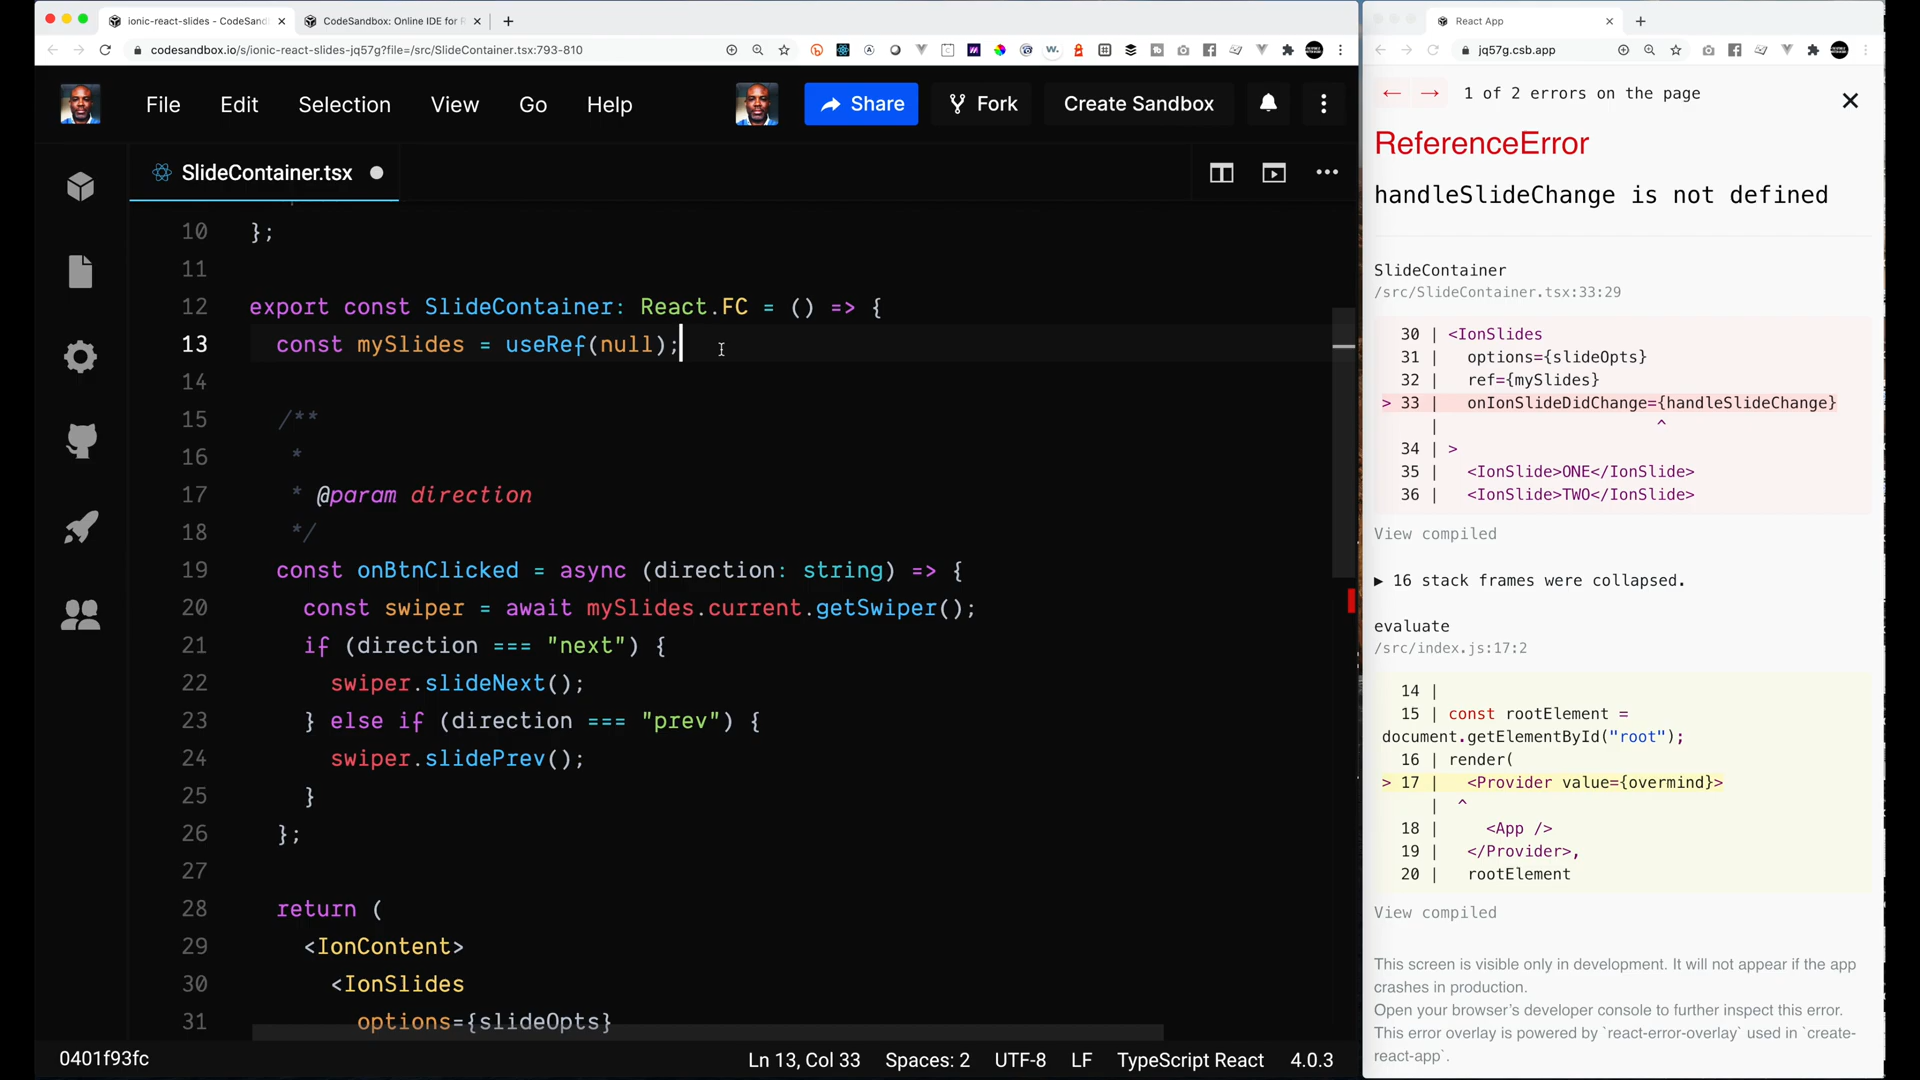 ionic-react-slides - CodeSand
CodeSandbox: Online IDE for R
codesandbox.io/s/ionic-react-slides-jq57g?file=/src/SlideContainer.tsx:793-810
File Edit Selection View Go Help
Share Fork Create Sandbox
SlideContainer.tsx
10 };
11
12 export const SlideContainer: React.FC = () => {
13 const mySlides = useRef(null);
14
15 /**
16 *
17 * @param direction
18 */
19 const onBtnClicked = async (direction: string) => {
20 const swiper = await mySlides.current.getSwiper();
21 if (direction === "next") {
22 swiper.slideNext();
23 } else if (direction === "prev") {
24 swiper.slidePrev();
25 }
26 };
27
28 return (
29 <IonContent>
30 <IonSlides
31 options={slideOpts}
0401f93fc
Ln 13, Col 33 Spaces: 2 UTF-8 LF TypeScript React 4.0.3
React App
jq57g.csb.app
← → 1 of 2 errors on the page
ReferenceError
handleSlideChange is not defined
SlideContainer
/src/SlideContainer.tsx:33:29
30 | <IonSlides
31 | options={slideOpts}
32 | ref={mySlides}
> 33 | onIonSlideDidChange={handleSlideChange}
| ^
34 | >
35 | <IonSlide>ONE</IonSlide>
36 | <IonSlide>TWO</IonSlide>
View compiled
▶ 16 stack frames were collapsed.
evaluate
/src/index.js:17:2
14 |
15 | const rootElement =
document.getElementById("root");
16 | render(
> 17 | <Provider value={overmind}>
| ^
18 | <App />
19 | </Provider>,
20 | rootElement
View compiled
This screen is visible only in development. It will not appear if the app
crashes in production.
Open your browser's developer console to further inspect this error.
This error overlay is powered by `react-error-overlay` used in `create-
react-app`.